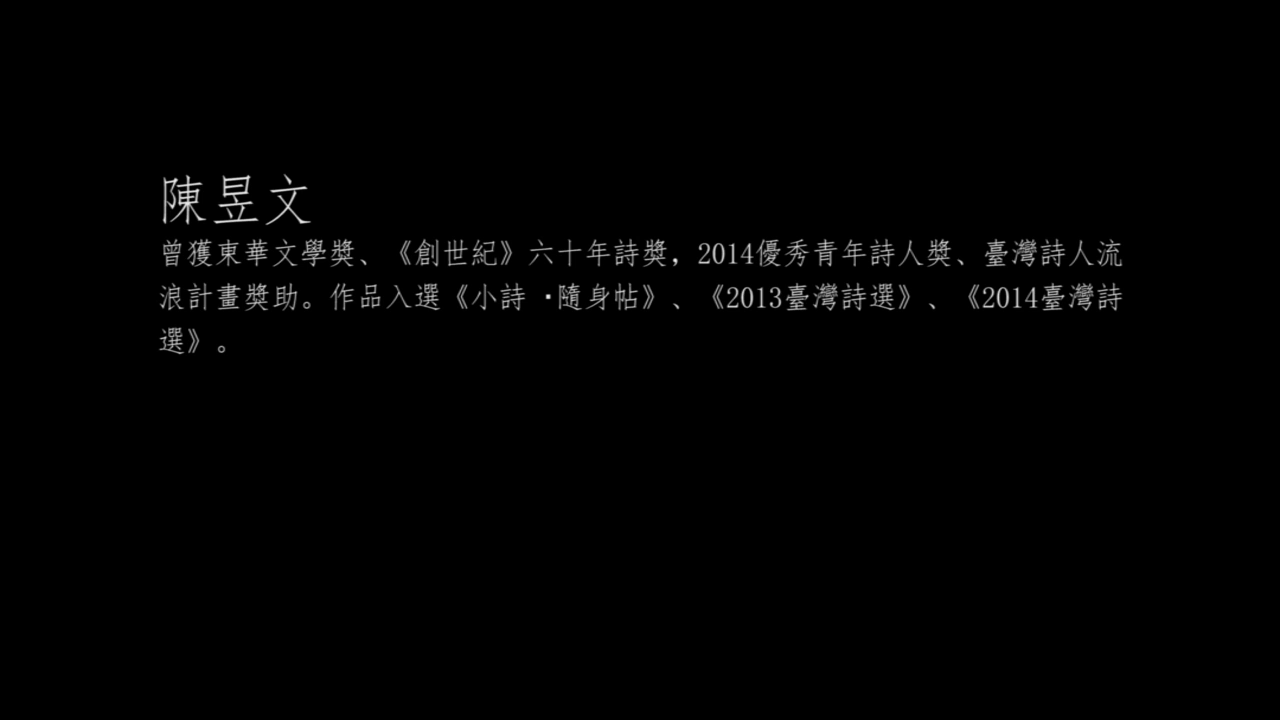 陳昱文
曾獲東華文學獎、《創世紀》六十年詩獎，2014優秀青年詩人獎、臺灣詩人流
浪計畫獎助。作品入選《小詩 ·隨身帖》、《2013臺灣詩選》、《2014臺灣詩
選》。